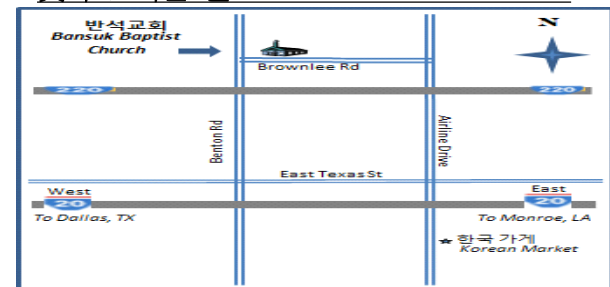 반석교회
Bansuk Baptist
Church
N
Brownlee Rd
220
220
Benton Rd
Airline Drive
East Texas St
West
20
To Dallas, TX
East
20
To Monroe, LA
한국 가게
Korean Market